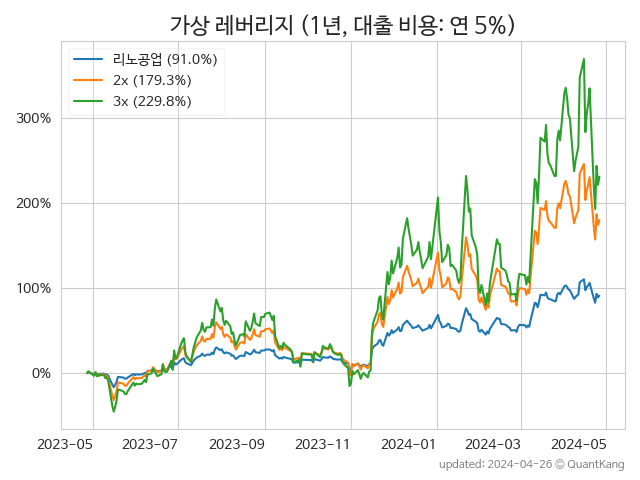 가상 레버리지 (1년, 대출 비용: 연 5%)
리노공업 (91.0%)
2x (179.3%)
3x (229.8%)
300%
200%
100%
0%
2023-05 2023-07 2023-09 2023-11 2024-01 2024-03 2024-05
updated: 2024-04-26 © QuantKang